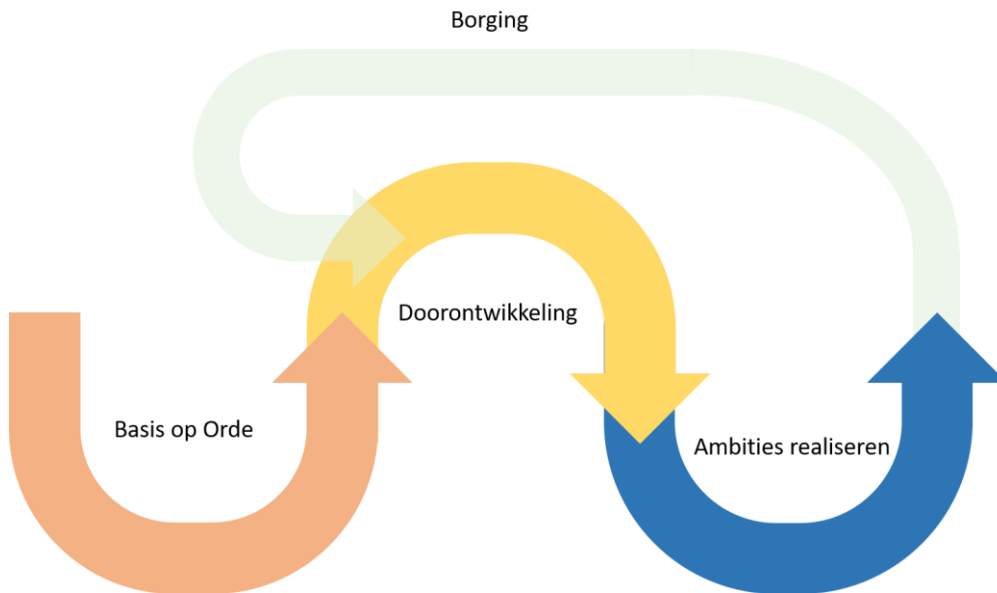 Borging
Doorontwikkeling
Basis op Orde
Ambities realiseren